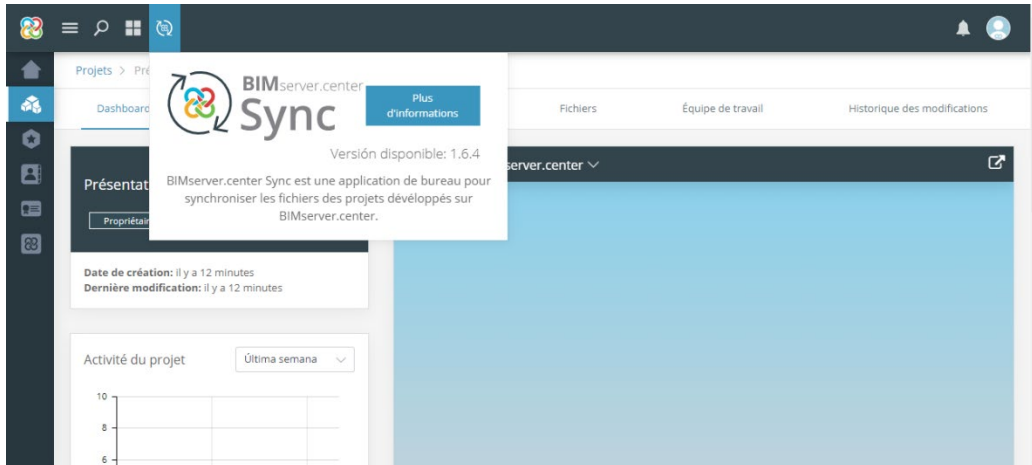 Projets > Pré
BIMserver.center
Sync
Plus
d'informations
Versión disponible: 1.6.4
BIMserver.center Sync est une application de bureau pour
synchroniser les fichiers des projets dévéloppés sur
BIMserver.center.
Dashboard
Fichiers
Équipe de travail
Historique des modifications
Présentat
Propriétair
server.center
Date de création: il y a 12 minutes
Dernière modification: il y a 12 minutes
Activité du projet
Última semana
10
8
6